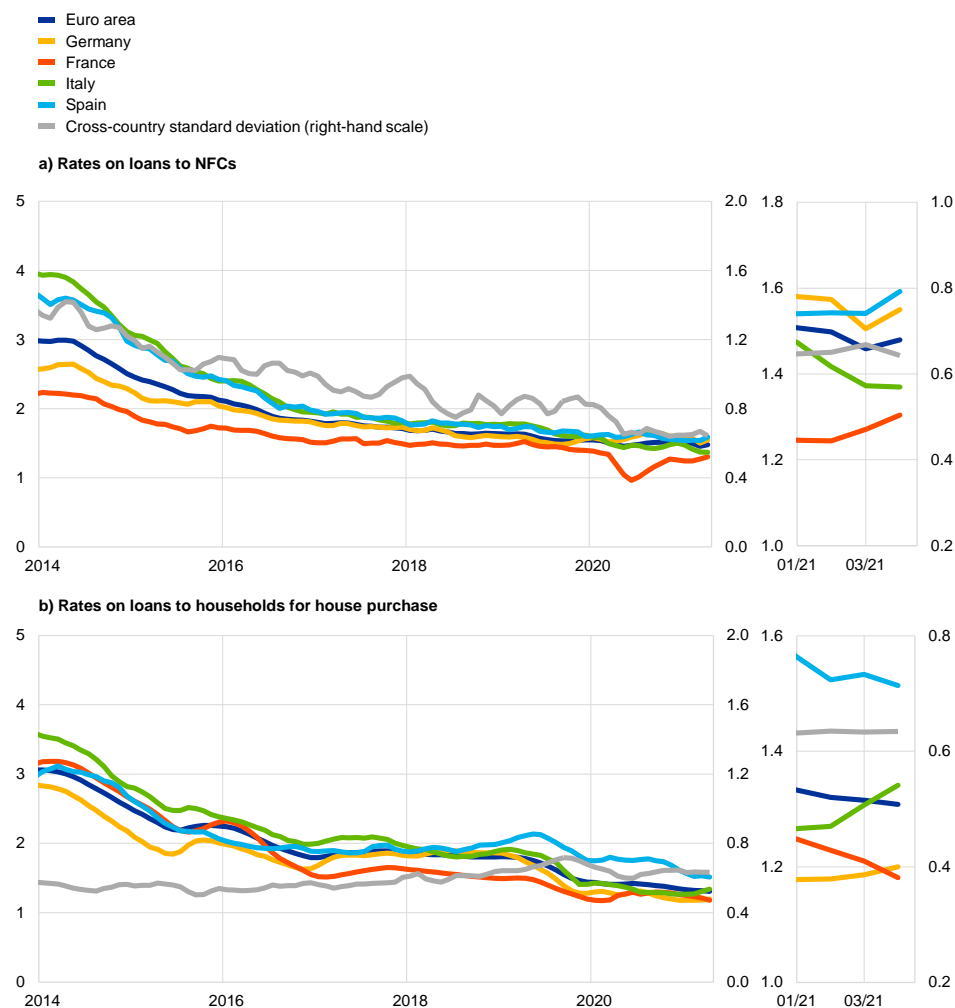 Euro area
Germany
France
Italy
Spain
Cross-country standard deviation (right-hand scale)
a) Rates on loans to NFCs
5 2.0 1.8 1.0
4 1.6 1.6 0.8
3 1.2
1.4 0.6
2 0.8
1.2 0.4
1 0.4
0 0.0 1.0 0.2
2014 2016 2018 2020 01/21 03/21
b) Rates on loans to households for house purchase
5 2.0 1.6 0.8
4 1.6
1.4 0.6
3 1.2
2 0.8
1.2 0.4
1 0.4
0 0.0 1.0 0.2
2014 2016 2018 2020 01/21 03/21